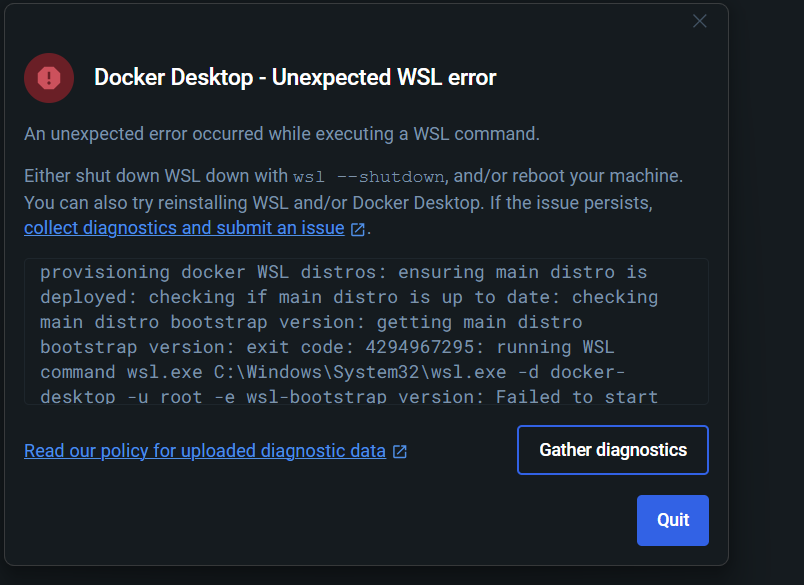 Docker Desktop - Unexpected WSL error
An unexpected error occurred while executing a WSL command.
Either shut down WSL down with wsl --shutdown, and/or reboot your machine.
You can also try reinstalling WSL and/or Docker Desktop. If the issue persists,
collect diagnostics and submit an issue.
provisioning docker WSL distros: ensuring main distro is
deployed: checking if main distro is up to date: checking
main distro bootstrap version: getting main distro
bootstrap version: exit code: 4294967295: running WSL
command wsl.exe C:\Windows\System32\wsl.exe -d docker-
desktop -u root -e wsl-bootstrap version: Failed to start
Read our policy for uploaded diagnostic data
Gather diagnostics
Quit